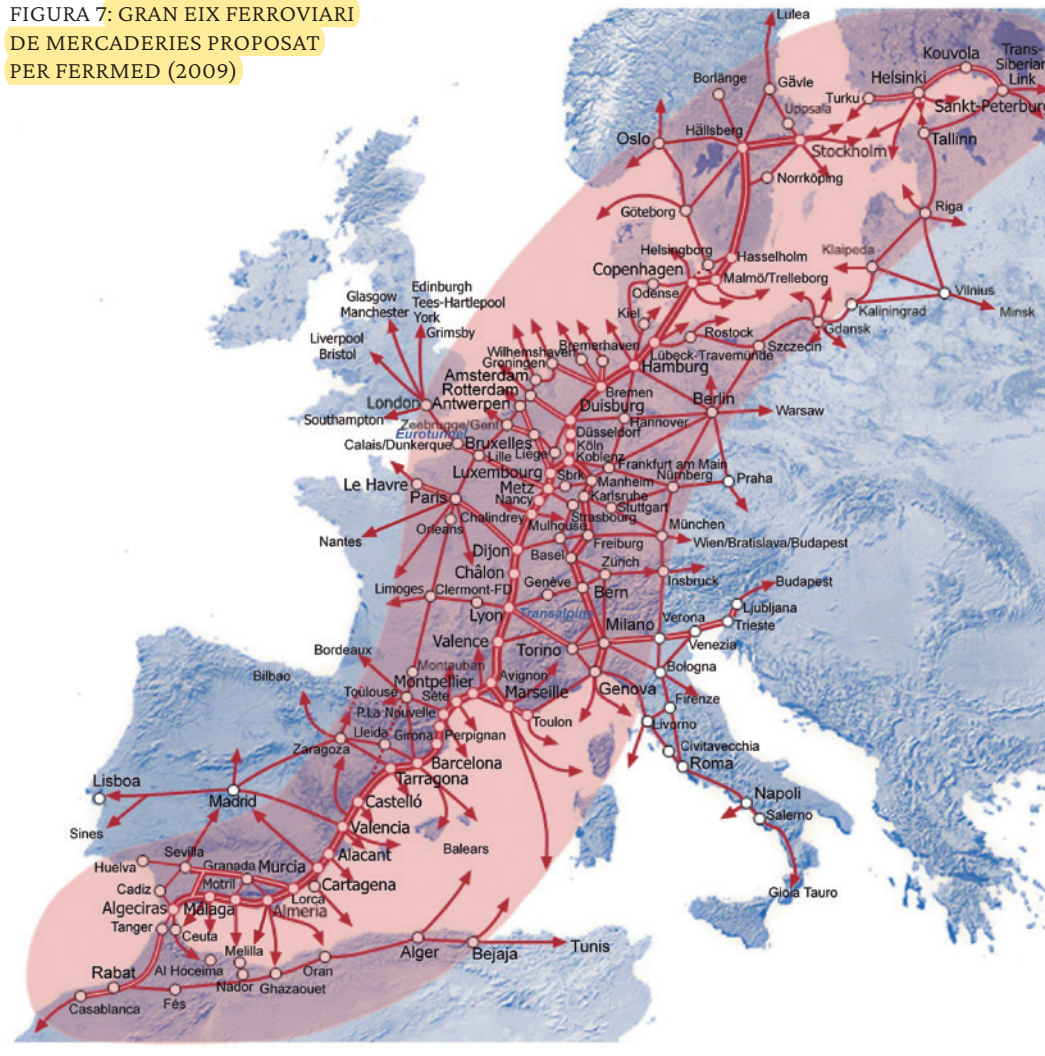 FIGURA 7: GRAN EIX FERROVIARI
DE MERCADERIES PROPOSAT
PER FERRMED (2009)
Lulea
Kouvola
Trans-
Siberian
Link
Helsinki
Borlänge
Gävle
Turku
Sankt-Peterburg
Uppsala
Oslo
Hällsberg
Stockholm
Tallinn
Norrköping
Göteborg
Riga
Helsingborg
Hasselholm
Klaipeda
Copenhagen
Malmö/Trelleborg
Odense
Vilnius
Edinburgh
Glasgow
Tees-Hartlepool
Manchester
York
Kiel
Kaliningrad
Minsk
Grimsby
Rostock
Gdansk
Liverpool
Bristol
Bremerhaven
Wilhemshaven
Lübeck-Travemünde
Szczecin
Groningen
Hamburg
Amsterdam
Rotterdam
Bremen
Berlin
London
Antwerpen
Duisburg
Warsaw
Southampton
Zeebrugge/Gent
Hannover
Eurotunnel
Düsseldorf
Calais/Dunkerque
Bruxelles
Köln
Lille
Liège
Koblenz
Luxembourg
Sbrk
Frankfurt am Main
Le Havre
Metz
Manheim
Nürnberg
Praha
Paris
Nancy
Karlsruhe
Stuttgart
Orleans
Chalindrey
Strasbourg
Mulhouse
München
Nantes
Freiburg
Wien/Bratislava/Budapest
Dijon
Basel
Châlon
Zürich
Genève
Insbruck
Limoges
Clermont-FD
Bern
Budapest
Lyon
Transalpine
Ljubljana
Milano
Verona
Trieste
Valence
Torino
Venezia
Bordeaux
Montauban
Bologna
Bilbao
Montpellier
Avignon
Toulouse
Sète
Marseille
Genova
Firenze
P.La Nouvelle
Toulon
Livorno
Lleida
Girona
Perpignan
Zaragoza
Civitavecchia
Barcelona
Roma
Tarragona
Lisboa
Madrid
Castelló
Napoli
Valencia
Salerno
Sines
Balears
Alacant
Sevilla
Huelva
Granada
Murcia
Cartagena
Cadiz
Motril
Lorca
Gioia Tauro
Algeciras
Málaga
Almeria
Tanger
Ceuta
Melilla
Alger
Bejaja
Tunis
Rabat
Al Hoceima
Oran
Nador
Ghazaouet
Casablanca
Fés